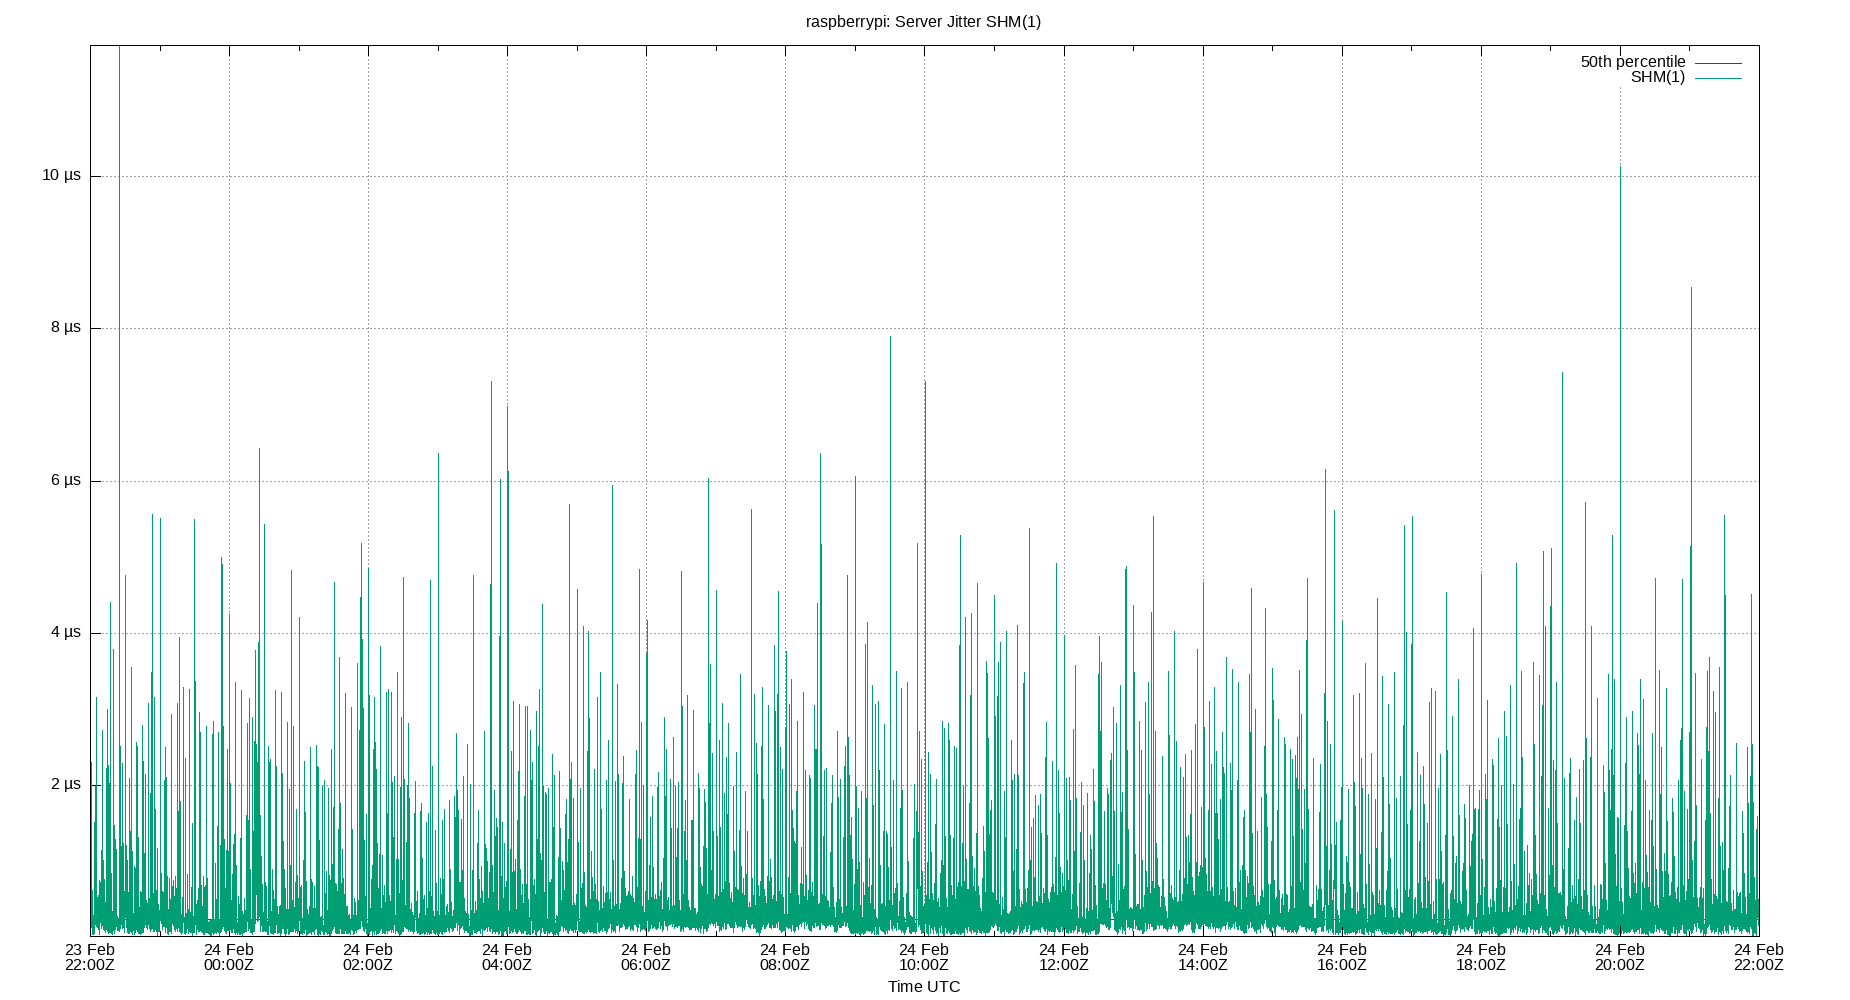 raspberrypi: Server Jitter SHM(1)
50th percentile
SHM(1)
10 µs
8 µs
6 µs
4 µs
2 µs
23 Feb 24 Feb 24 Feb 24 Feb 24 Feb 24 Feb 24 Feb 24 Feb 24 Feb 24 Feb 24 Feb 24 Feb 24 Feb
22:00Z 00:00Z 02:00Z 04:00Z 06:00Z 08:00Z 10:00Z 12:00Z 14:00Z 16:00Z 18:00Z 20:00Z 22:00Z
Time UTC